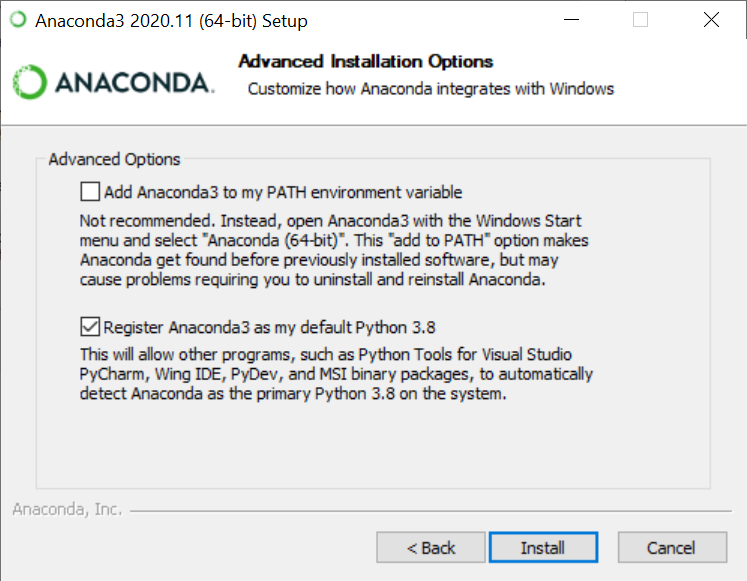 Anaconda3 2020.11 (64-bit) Setup
ANACONDA.
Advanced Installation Options
Customize how Anaconda integrates with Windows
Advanced Options
Add Anaconda3 to my PATH environment variable
Not recommended. Instead, open Anaconda3 with the Windows Start
menu and select "Anaconda (64-bit)". This "add to PATH" option makes
Anaconda get found before previously installed software, but may
cause problems requiring you to uninstall and reinstall Anaconda.
Register Anaconda3 as my default Python 3.8
This will allow other programs, such as Python Tools for Visual Studio
PyCharm, Wing IDE, PyDev, and MSI binary packages, to automatically
detect Anaconda as the primary Python 3.8 on the system.
Anaconda, Inc.
< Back
Install
Cancel